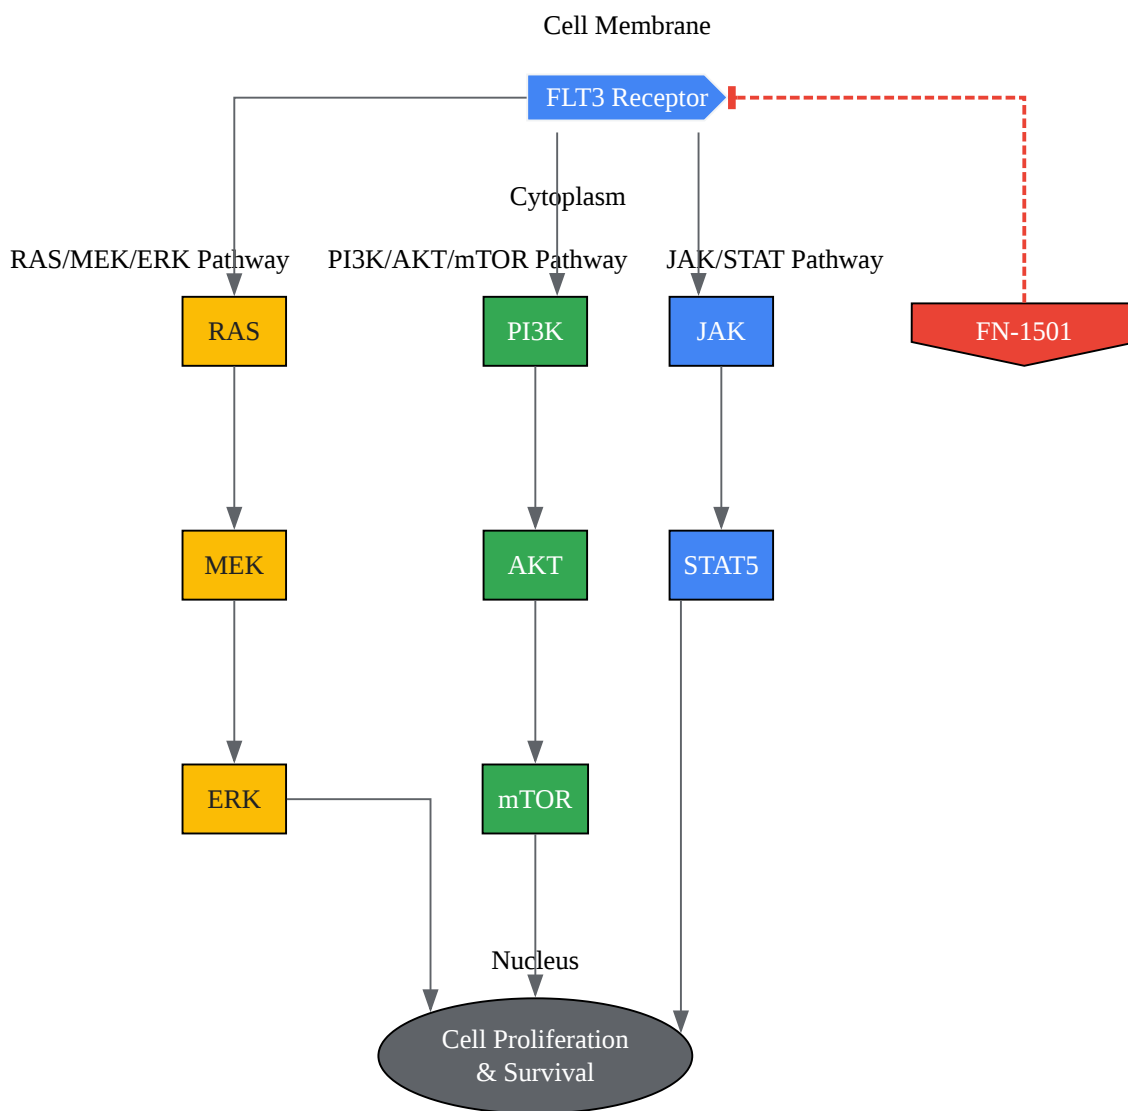 Cell Membrane
FLT3 Receptor
Cytoplasm
RAS/MEK/ERK Pathway
PI3K/AKT/mTOR Pathway
JAK/STAT Pathway
RAS
PI3K
JAK
FN-1501
MEK
AKT
STAT5
ERK
mTOR
Nucleus
Cell Proliferation
& Survival